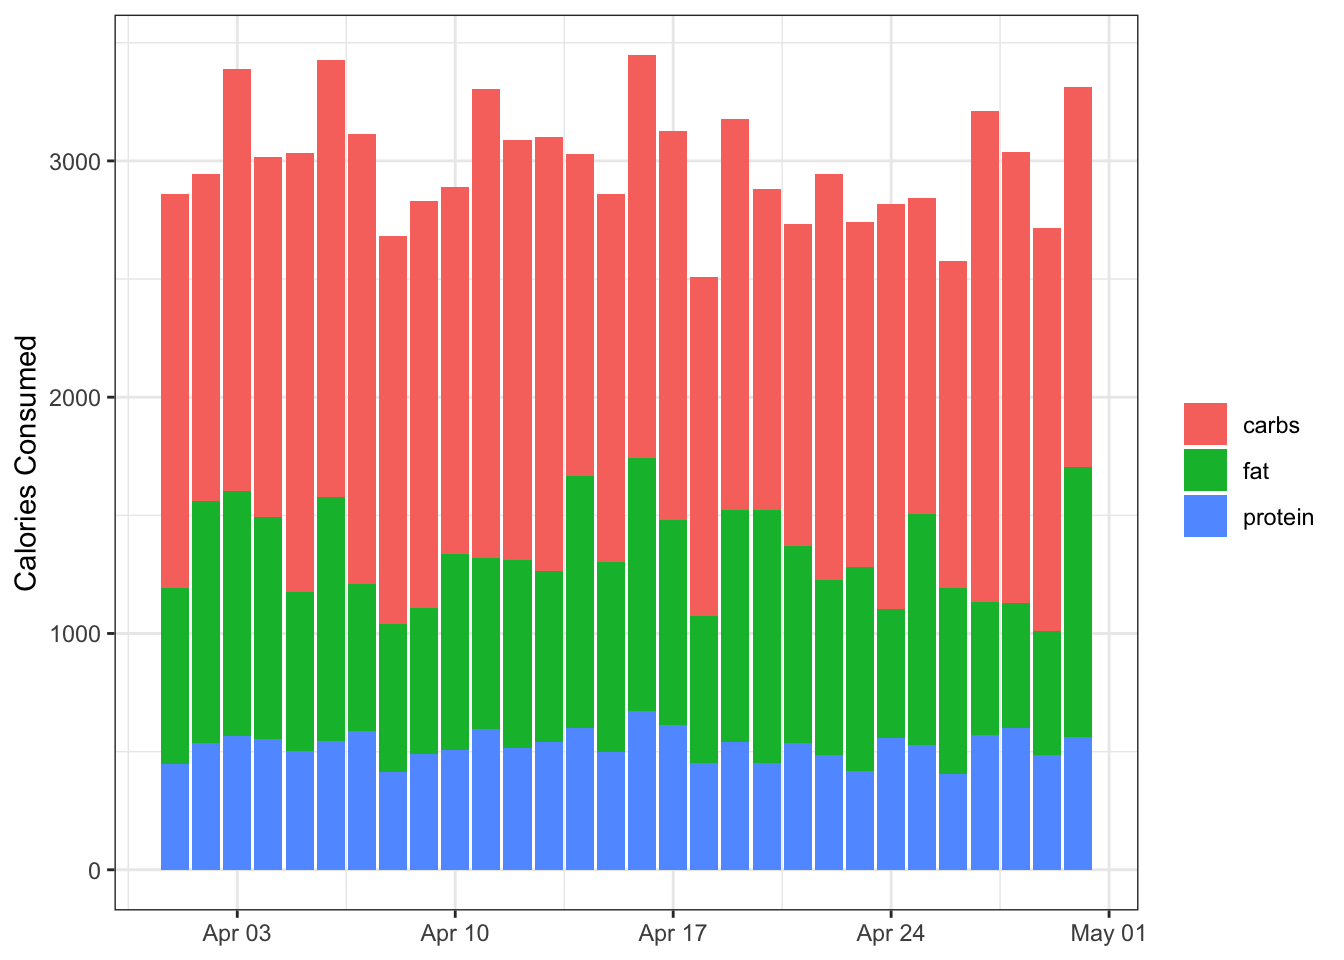 Calories Consumed
3000
2000
1000
0
Apr 03
Apr 10
Apr 17
Apr 24
May 01
carbs
fat
protein